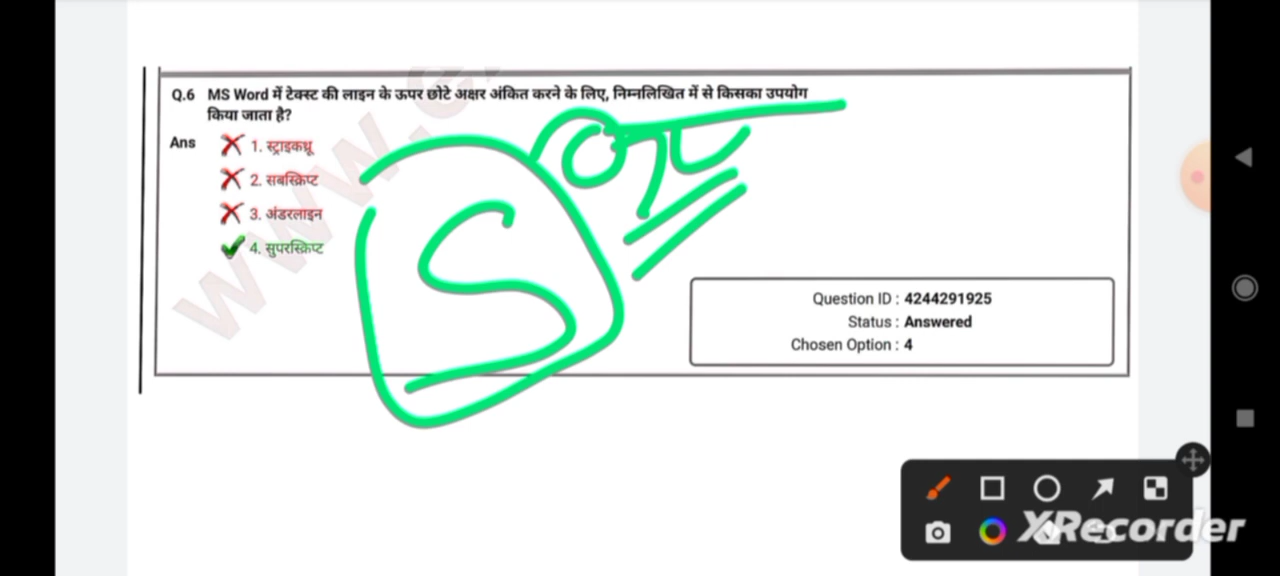 Q.6 MS Word में टेक्स्ट की लाइन के ऊपर छोटे अक्षर अंकित करने के लिए, निम्नलिखित में से किसका उपयोग
किया जाता है?
Ans 1. स्ट्राइकथ्रू
2. सबस्क्रिप्ट
3. अंडरलाइन
4. सुपरस्क्रिप्ट
S
Question ID : 4244291925
Status : Answered
Chosen Option : 4
www.
XRecorder